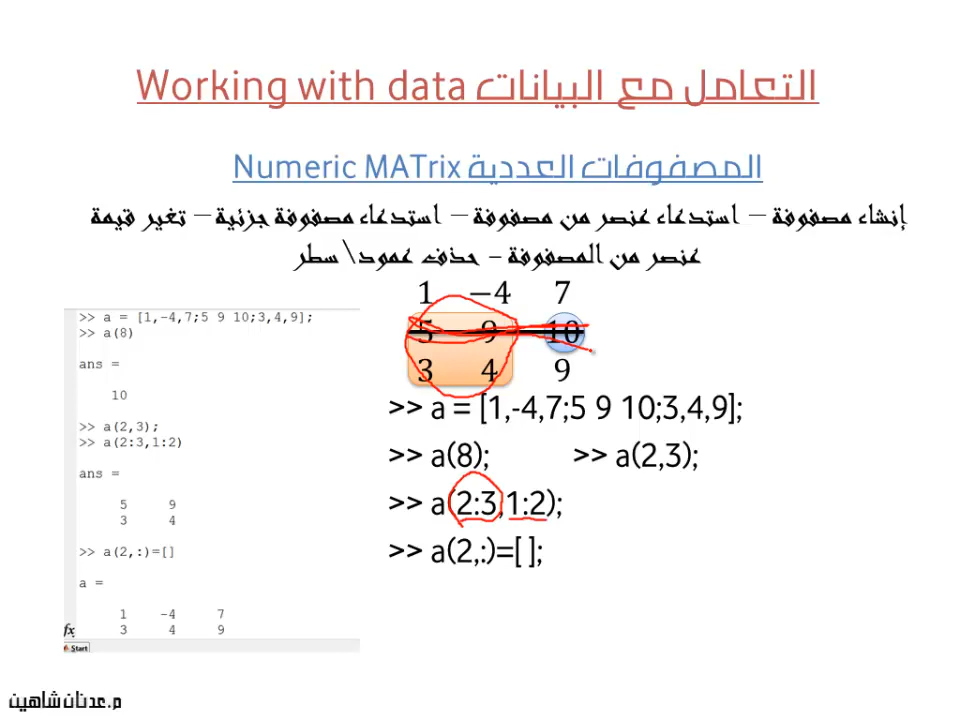 التعامل مع البيانات Working with data
المصفوفات العددية Numeric MATrix
إنشاء مصفوفة – استدعاء عنصر من مصفوفة – استدعاء مصفوفة جزئية – تغير قيمة
عنصر من المصفوفة – حذف عمود\سطر
1 −4 7
5 9 10
3 4 9
>> a = [1,-4,7;5 9 10;3,4,9];
>> a(8); >> a(2,3);
>> a(2:3,1:2);
>> a(2,:)=[ ];
>> a = [1,-4,7;5 9 10;3,4,9];
>> a(8)
ans =
10
>> a(2,3);
>> a(2:3,1:2)
ans =
5 9
3 4
>> a(2,:)=[]
a =
1 -4 7
3 4 9
fx
Start
م.عدنان شاهين